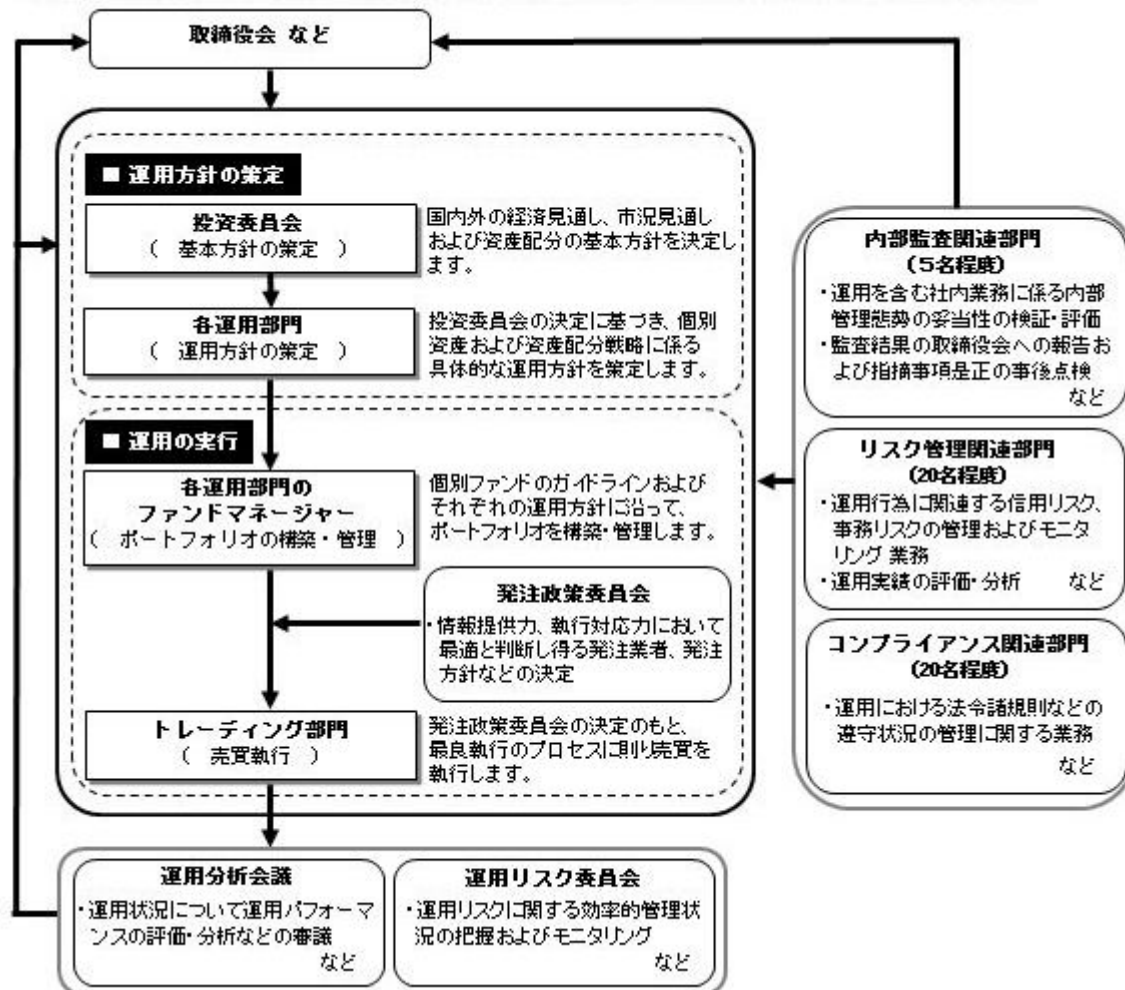 取締役会 など
■ 運用方針の策定
投資委員会
( 基本方針の策定 )
国内外の経済見通し、市況見通し
および資産配分の基本方針を決定し
ます。
各運用部門
( 運用方針の策定 )
投資委員会の決定に基づき、個別
資産および資産配分戦略に係る
具体的な運用方針を策定します。
■ 運用の実行
各運用部門の
ファンドマネージャー
( ポートフォリオの構築・管理 )
個別ファンドのガイドラインおよび
それぞれの運用方針に沿って、
ポートフォリオを構築・管理します。
発注政策委員会
・情報提供力、執行対応力において
最適と判断し得る発注業者、発注
方針などの決定
トレーディング部門
( 売買執行 )
発注政策委員会の決定のもと、
最良執行のプロセスに則り売買を
執行します。
運用分析会議
・運用状況について運用パフォーマ
ンスの評価・分析などの審議
など
運用リスク委員会
・運用リスクに関する効率的管理状
況の把握およびモニタリング
など
内部監査関連部門
(5名程度)
・運用を含む社内業務に係る内部
管理態勢の妥当性の検証・評価
・監査結果の取締役会への報告お
よび指摘事項是正の事後点検
など
リスク管理関連部門
(20名程度)
・運用行為に関連する信用リスク、
事務リスクの管理およびモニタ
リング 業務
・運用実績の評価・分析 など
コンプライアンス関連部門
(20名程度)
・運用における法令諸規則などの
遵守状況の管理に関する業務
など